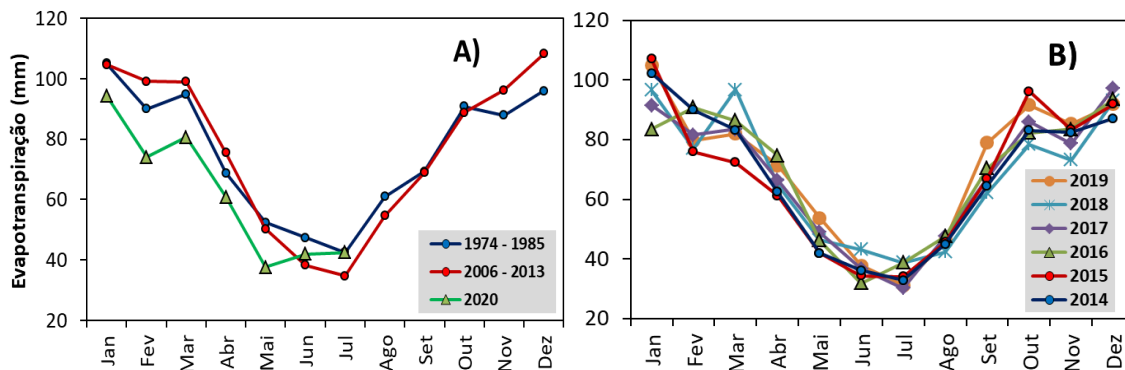 A)
Evapotranspiração (mm)
120
100
80
60
40
20
1974 - 1985
2006 - 2013
2020
Jan Fev Mar Abr Mai Jun Jul Ago Set Out Nov Dez
B)
120
100
80
60
40
20
2019
2018
2017
2016
2015
2014
Jan Fev Mar Abr Mai Jun Jul Ago Set Out Nov Dez